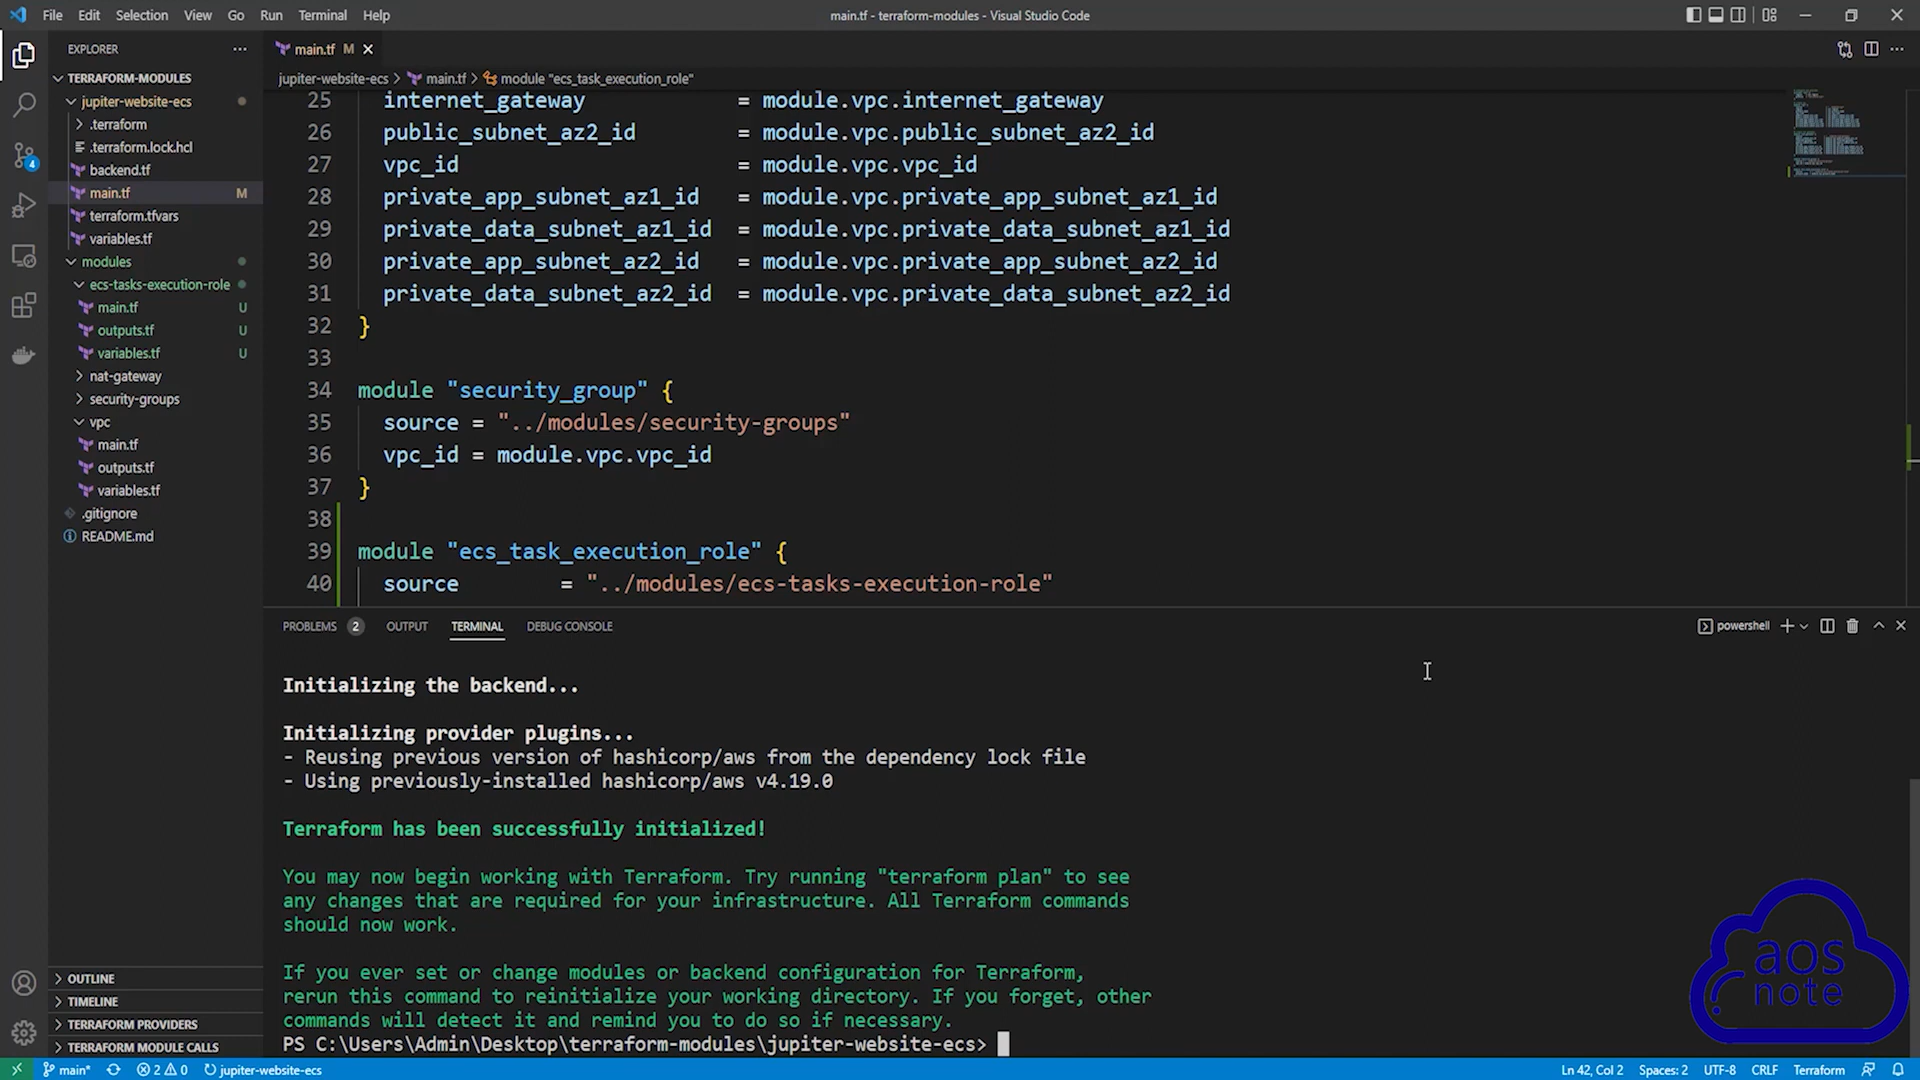 File Edit Selection View Go Run Terminal Help
main.tf - terraform-modules - Visual Studio Code
EXPLORER
TERRAFORM-MODULES
jupiter-website-ecs
.terraform
.terraform.lock.hcl
backend.tf
main.tf M
terraform.tfvars
variables.tf
modules
ecs-tasks-execution-role
main.tf U
outputs.tf U
variables.tf U
nat-gateway
security-groups
vpc
main.tf
outputs.tf
variables.tf
.gitignore
README.md
OUTLINE
TIMELINE
TERRAFORM PROVIDERS
TERRAFORM MODULE CALLS
4
main.tf M
jupiter-website-ecs > main.tf > module "ecs_task_execution_role"
25 internet_gateway = module.vpc.internet_gateway
26 public_subnet_az2_id = module.vpc.public_subnet_az2_id
27 vpc_id = module.vpc.vpc_id
28 private_app_subnet_az1_id = module.vpc.private_app_subnet_az1_id
29 private_data_subnet_az1_id = module.vpc.private_data_subnet_az1_id
30 private_app_subnet_az2_id = module.vpc.private_app_subnet_az2_id
31 private_data_subnet_az2_id = module.vpc.private_data_subnet_az2_id
32 }
33
34 module "security_group" {
35 source = "../modules/security-groups"
36 vpc_id = module.vpc.vpc_id
37 }
38
39 module "ecs_task_execution_role" {
40 source = "../modules/ecs-tasks-execution-role"
PROBLEMS 2 OUTPUT TERMINAL DEBUG CONSOLE
powershell
Initializing the backend...
Initializing provider plugins...
- Reusing previous version of hashicorp/aws from the dependency lock file
- Using previously-installed hashicorp/aws v4.19.0
Terraform has been successfully initialized!
You may now begin working with Terraform. Try running "terraform plan" to see
any changes that are required for your infrastructure. All Terraform commands
should now work.
If you ever set or change modules or backend configuration for Terraform,
rerun this command to reinitialize your working directory. If you forget, other
commands will detect it and remind you to do so if necessary.
PS C:\Users\Admin\Desktop\terraform-modules\jupiter-website-ecs>
aos
note
main* 2 0 jupiter-website-ecs
Ln 42, Col 2 Spaces: 2 UTF-8 CRLF Terraform